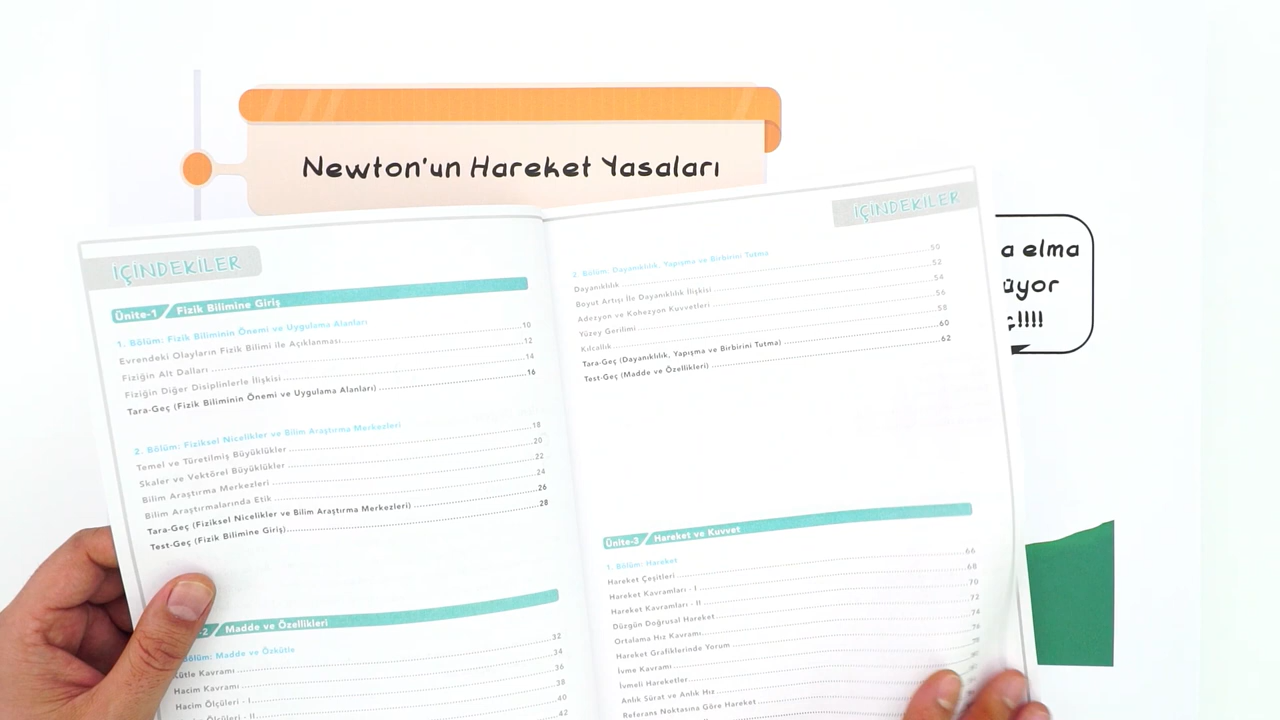 Newton'un Hareket Yasaları
a elma
üyor
ç!!!!
İÇİNDEKİLER
Ünite-1 Fizik Bilimine Giriş
1. Bölüm: Fizik Biliminin Önemi ve Uygulama Alanları
Evrendeki Olayların Fizik Bilimi ile Açıklanması 10
Fiziğin Alt Dalları 12
Fiziğin Diğer Disiplinlerle İlişkisi 14
Tara-Geç (Fizik Biliminin Önemi ve Uygulama Alanları) 16
2. Bölüm: Fiziksel Nicelikler ve Bilim Araştırma Merkezleri
Temel ve Türetilmiş Büyüklükler 18
Skaler ve Vektörel Büyüklükler 20
Bilim Araştırma Merkezleri 22
Bilim Araştırmalarında Etik 24
Tara-Geç (Fiziksel Nicelikler ve Bilim Araştırma Merkezleri) 26
Test-Geç (Fizik Bilimine Giriş) 28
-2 Madde ve Özellikleri
Bölüm: Madde ve Özkütle
Kütle Kavramı 32
Hacim Kavramı 34
Hacim Ölçüleri - I 36
Hacim Ölçüleri - II 38
40
42
İÇİNDEKİLER
2. Bölüm: Dayanıklılık, Yapışma ve Birbirini Tutma
Dayanıklılık 50
Boyut Artışı İle Dayanıklılık İlişkisi 52
Adezyon ve Kohezyon Kuvvetleri 54
Yüzey Gerilimi 56
Kılcallık 58
Tara-Geç (Dayanıklılık, Yapışma ve Birbirini Tutma) 60
Test-Geç (Madde ve Özellikleri) 62
Ünite-3 Hareket ve Kuvvet
1. Bölüm: Hareket
Hareket Çeşitleri 66
Hareket Kavramları - I 68
Hareket Kavramları - II 70
Düzgün Doğrusal Hareket 72
Ortalama Hız Kavramı 74
Hareket Grafiklerinde Yorum 76
İvme Kavramı 78
İvmeli Hareketler
Anlık Sürat ve Anlık Hız
Referans Noktasına Göre Hareket